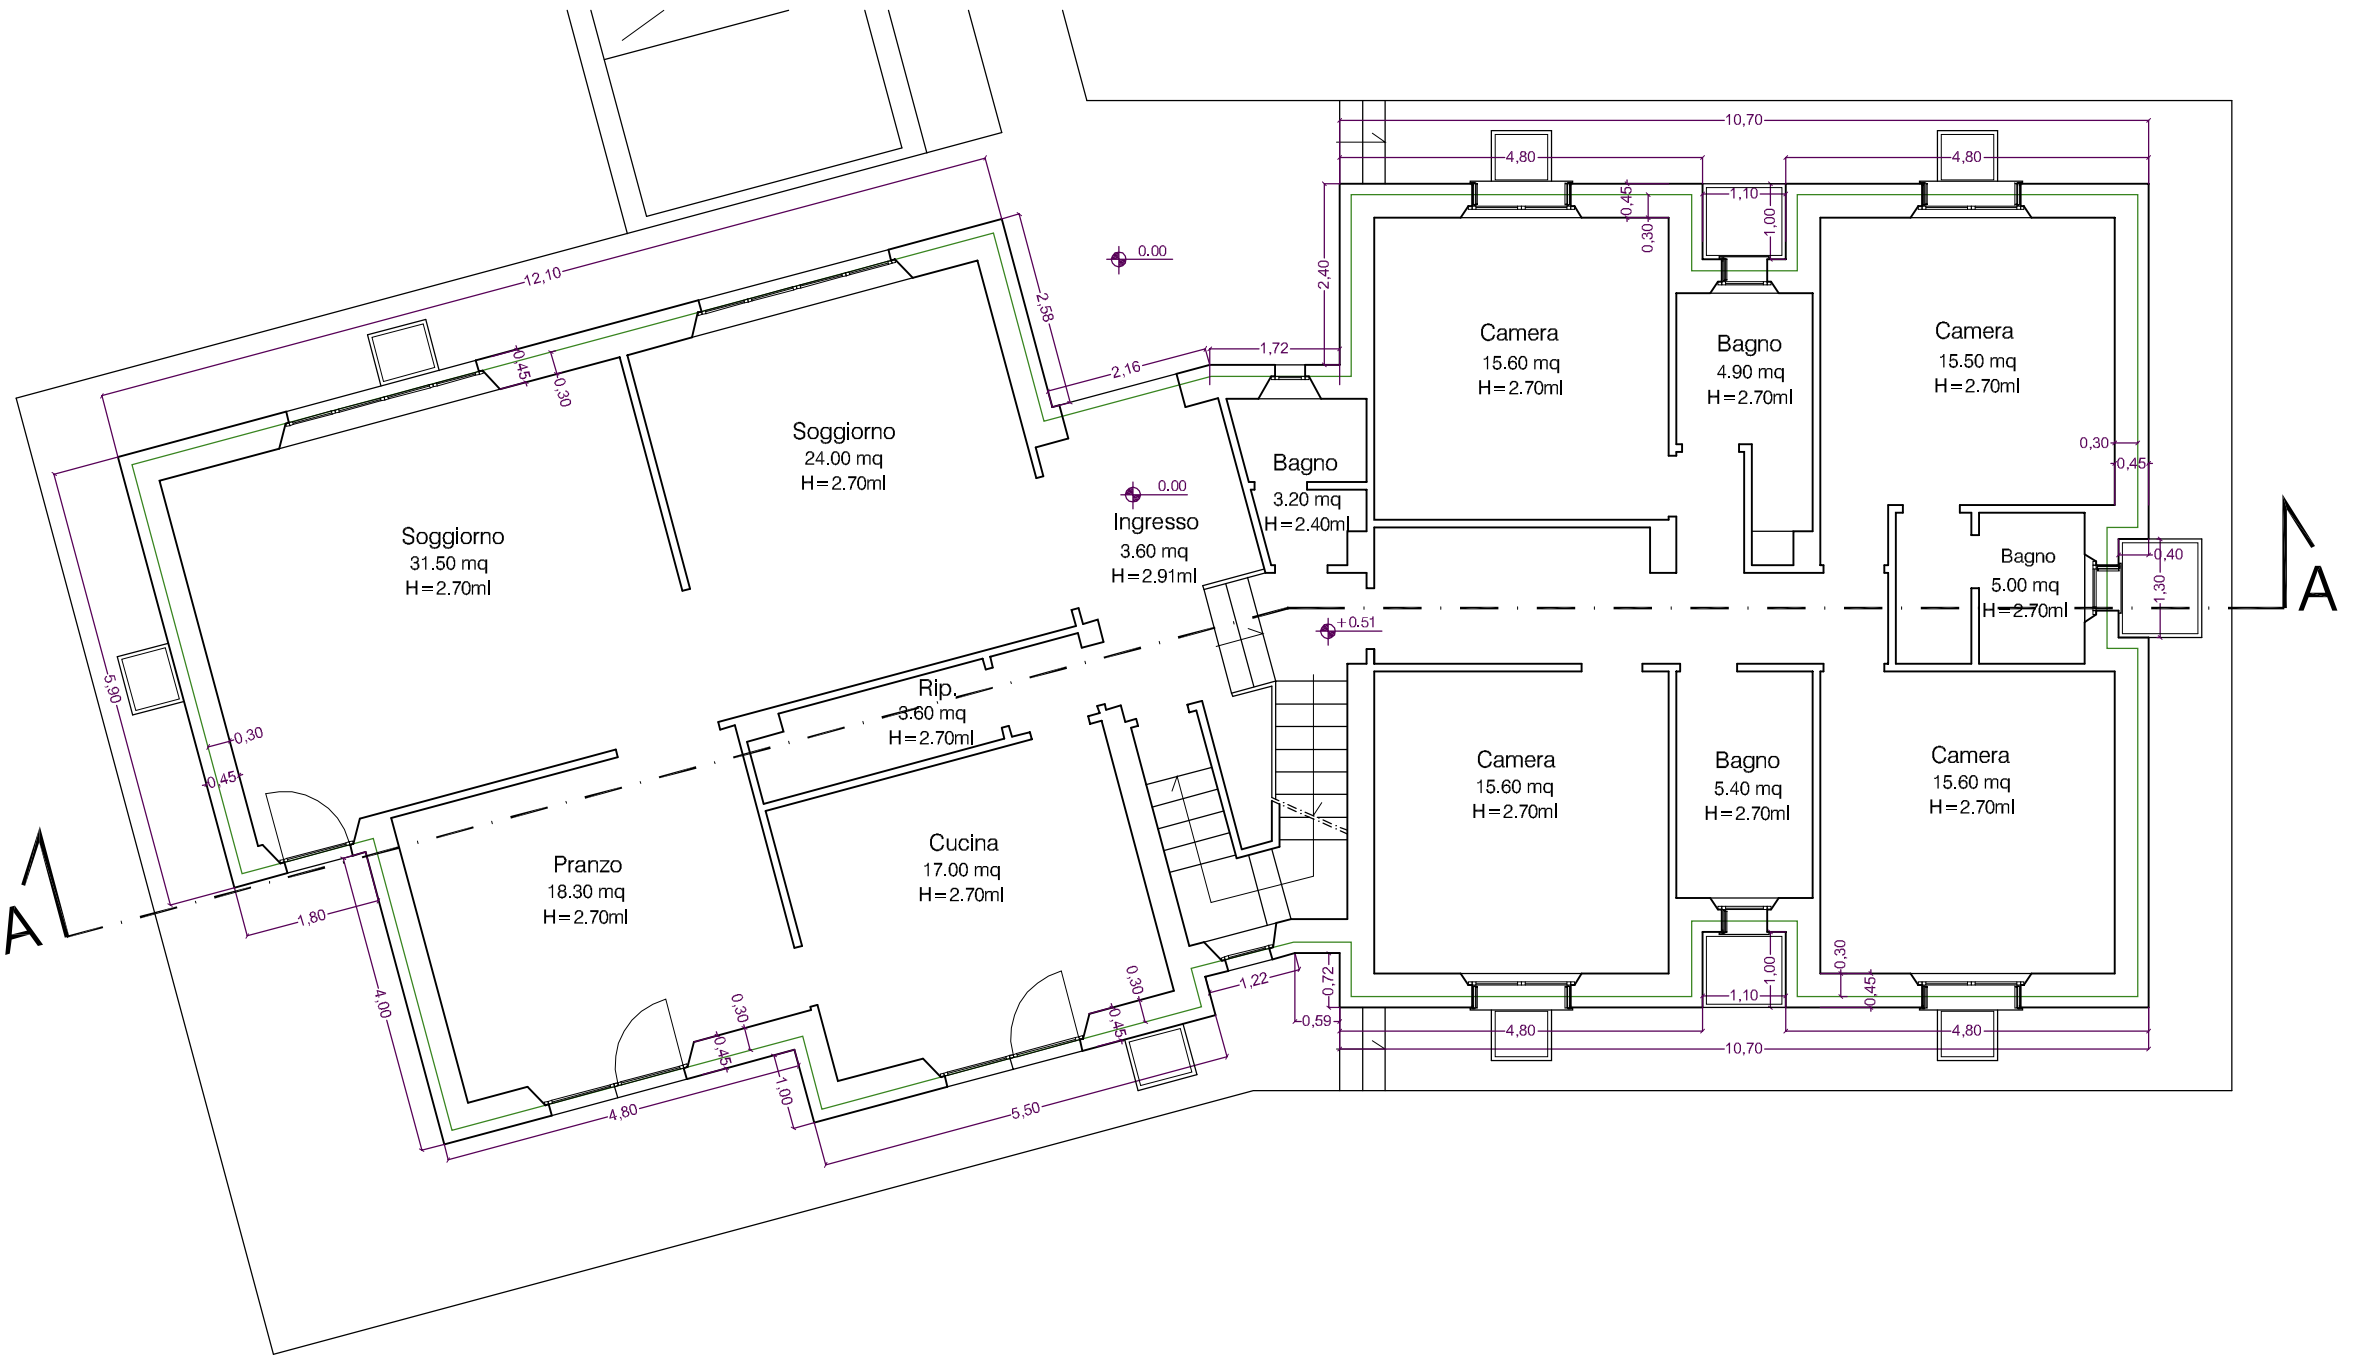 10,70
4,80
4,80
1,10
0,45
0,30
1,00
2,40
12,10
2,58
0.00
1,72
2,16
0,45
0,30
Camera
15.60 mq
H=2.70ml
Bagno
4.90 mq
H=2.70ml
Camera
15.50 mq
H=2.70ml
0,30
0,45
Soggiorno
24.00 mq
H=2.70ml
Soggiorno
31.50 mq
H=2.70ml
0.00
Ingresso
3.60 mq
H=2.91ml
Bagno
3.20 mq
H=2.40ml
Bagno
5.00 mq
H=2.70ml
0,40
1,30
A
+0.51
5,90
0,30
0,45
Rip.
3.60 mq
H=2.70ml
Camera
15.60 mq
H=2.70ml
Bagno
5.40 mq
H=2.70ml
Camera
15.60 mq
H=2.70ml
Pranzo
18.30 mq
H=2.70ml
Cucina
17.00 mq
H=2.70ml
A
1,80
4,00
0,30
0,45
0,30
0,45
1,22
0,72
0,59
1,00
1,10
0,30
0,45
4,80
4,80
10,70
4,80
1,00
5,50